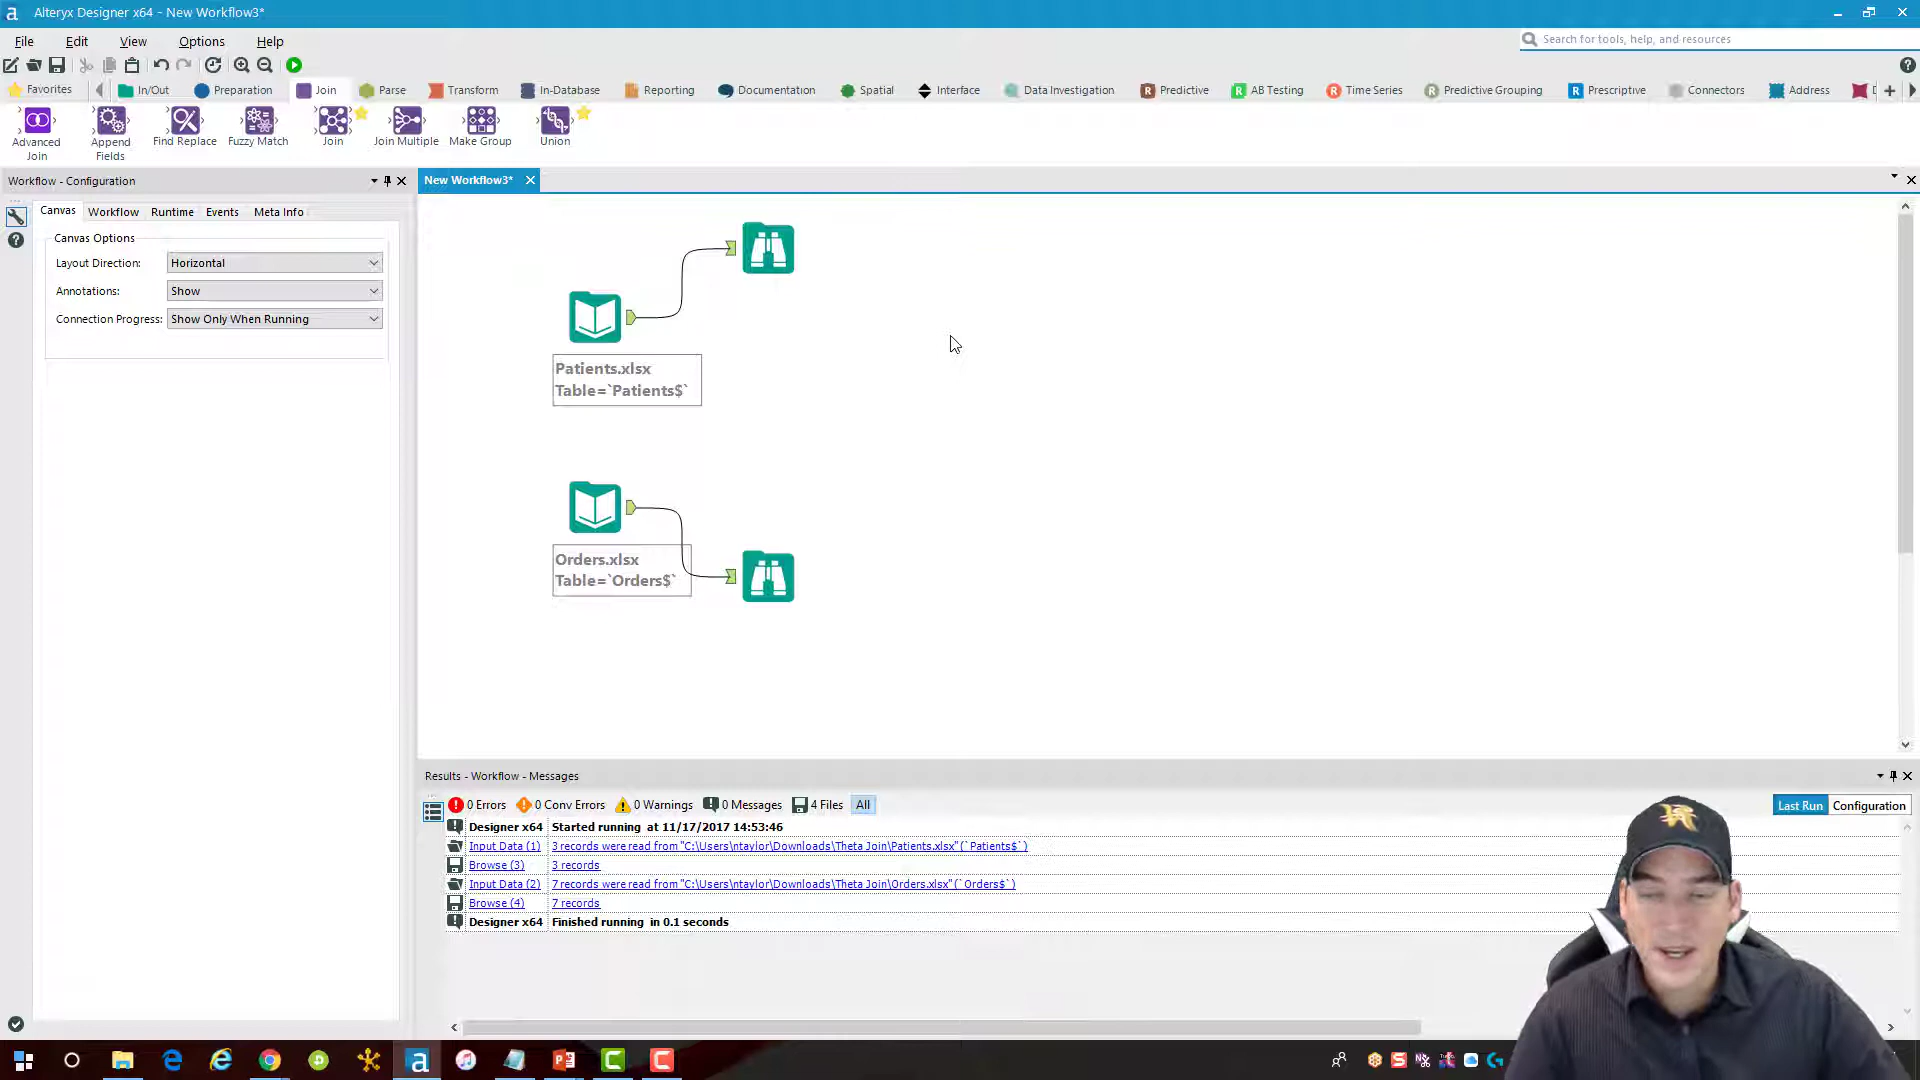 Alteryx Designer x64 - New Workflow3*
File Edit View Options Help
Search for tools, help, and resources
Favorites In/Out Preparation Join Parse Transform In-Database Reporting Documentation Spatial Interface Data Investigation Predictive AB Testing Time Series Predictive Grouping Prescriptive Connectors Address
Advanced Join
Append Fields
Find Replace
Fuzzy Match
Join
Join Multiple
Make Group
Union
Workflow - Configuration
New Workflow3*
Canvas Workflow Runtime Events Meta Info
Canvas Options
Layout Direction: Horizontal
Annotations: Show
Connection Progress: Show Only When Running
Patients.xlsx
Table=`Patients$`
Orders.xlsx
Table=`Orders$`
Results - Workflow - Messages
0 Errors 0 Conv Errors 0 Warnings 0 Messages 4 Files All
Last Run Configuration
Designer x64 Started running at 11/17/2017 14:53:46
Input Data (1) 3 records were read from "C:\Users\ntaylor\Downloads\Theta Join\Patients.xlsx" (`Patients$`)
Browse (3) 3 records
Input Data (2) 7 records were read from "C:\Users\ntaylor\Downloads\Theta Join\Orders.xlsx" (`Orders$`)
Browse (4) 7 records
Designer x64 Finished running in 0.1 seconds